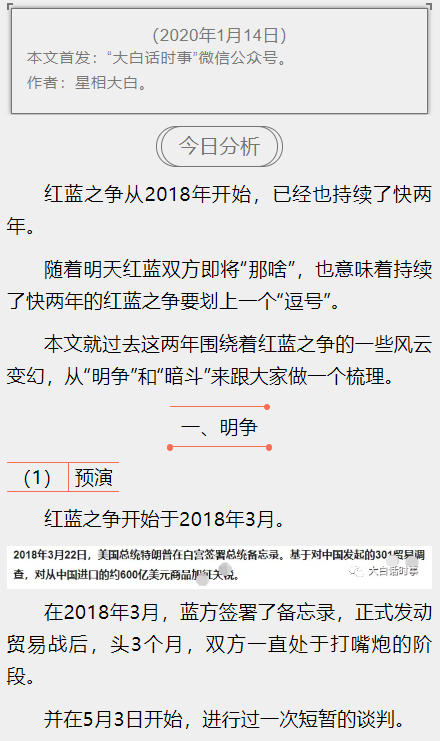 （2020年1月14日）
本文首发：“大白话时事”微信公众号。
作者：星相大白。
今日分析
红蓝之争从2018年开始，已经也持续了快两
年。
随着明天红蓝双方即将“那啥”，也意味着持续
了快两年的红蓝之争要划上一个“逗号”。
本文就过去这两年围绕着红蓝之争的一些风云
变幻，从“明争”和“暗斗”来跟大家做一个梳理。
一、明争
（1） 预演
红蓝之争开始于2018年3月。
2018年3月22日，美国总统特朗普在白宫签署总统备忘录。基于对中国发起的301贸易调
查，对从中国进口的约600亿美元商品加征关税。
大白话时事
在2018年3月，蓝方签署了备忘录，正式发动
贸易战后，头3个月，双方一直处于打嘴炮的阶
段。
并在5月3日开始，进行过一次短暂的谈判。